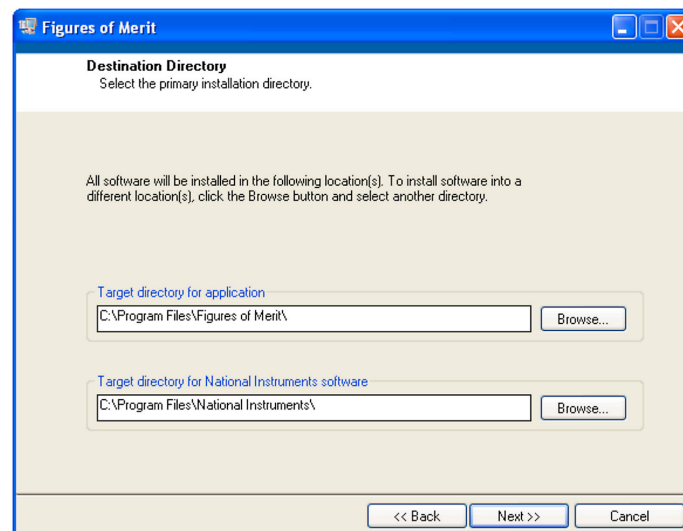 Figures of Merit
Destination Directory
Select the primary installation directory.
All software will be installed in the following location(s). To install software into a
different location(s), click the Browse button and select another directory.
Target directory for application
C:\Program Files\Figures of Merit\
Browse...
Target directory for National Instruments software
C:\Program Files\National Instruments\
Browse...
<< Back
Next >>
Cancel